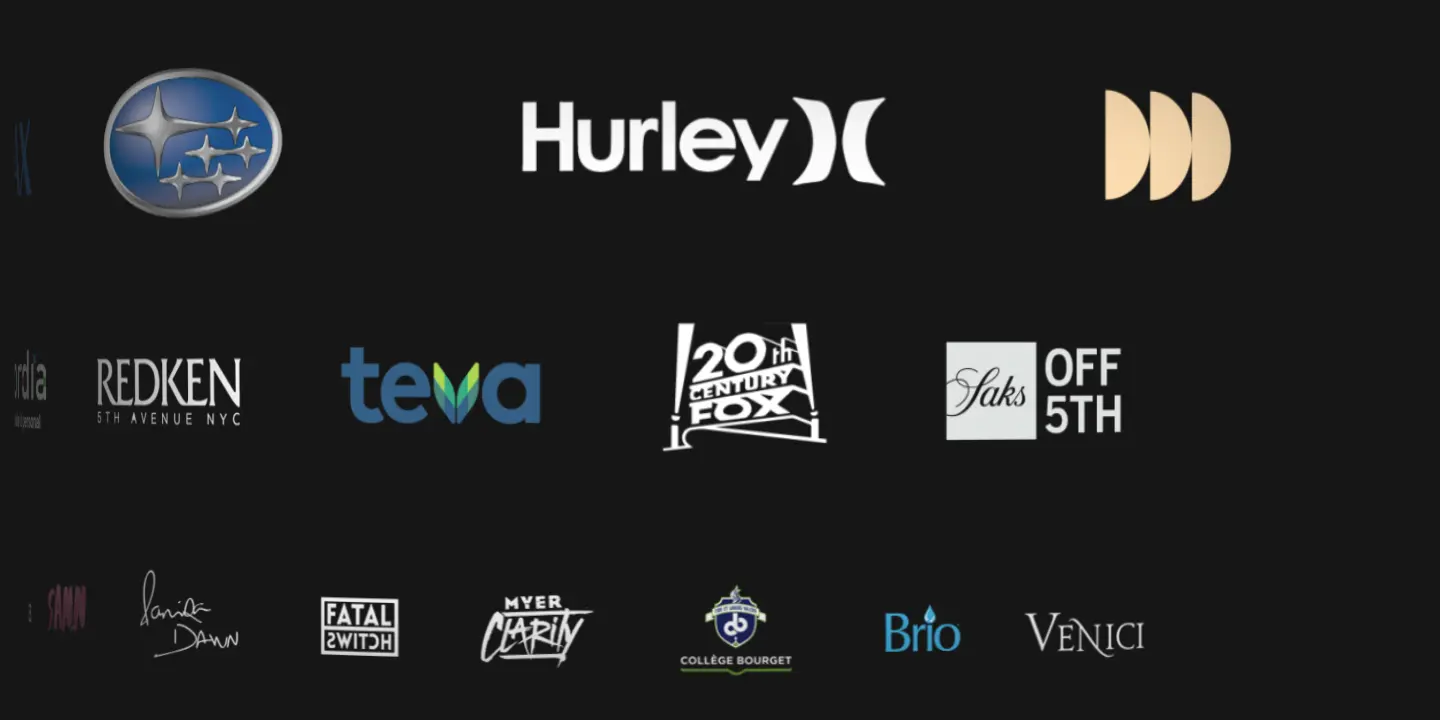 Hurley
REDKEN
5TH AVENUE NYC
teva
20th
CENTURY
FOX
Saks
OFF
5TH
DAWN
FATAL
SWITCH
MYER
CLARITY
COLLÈGE BOURGET
Brio
VENICI